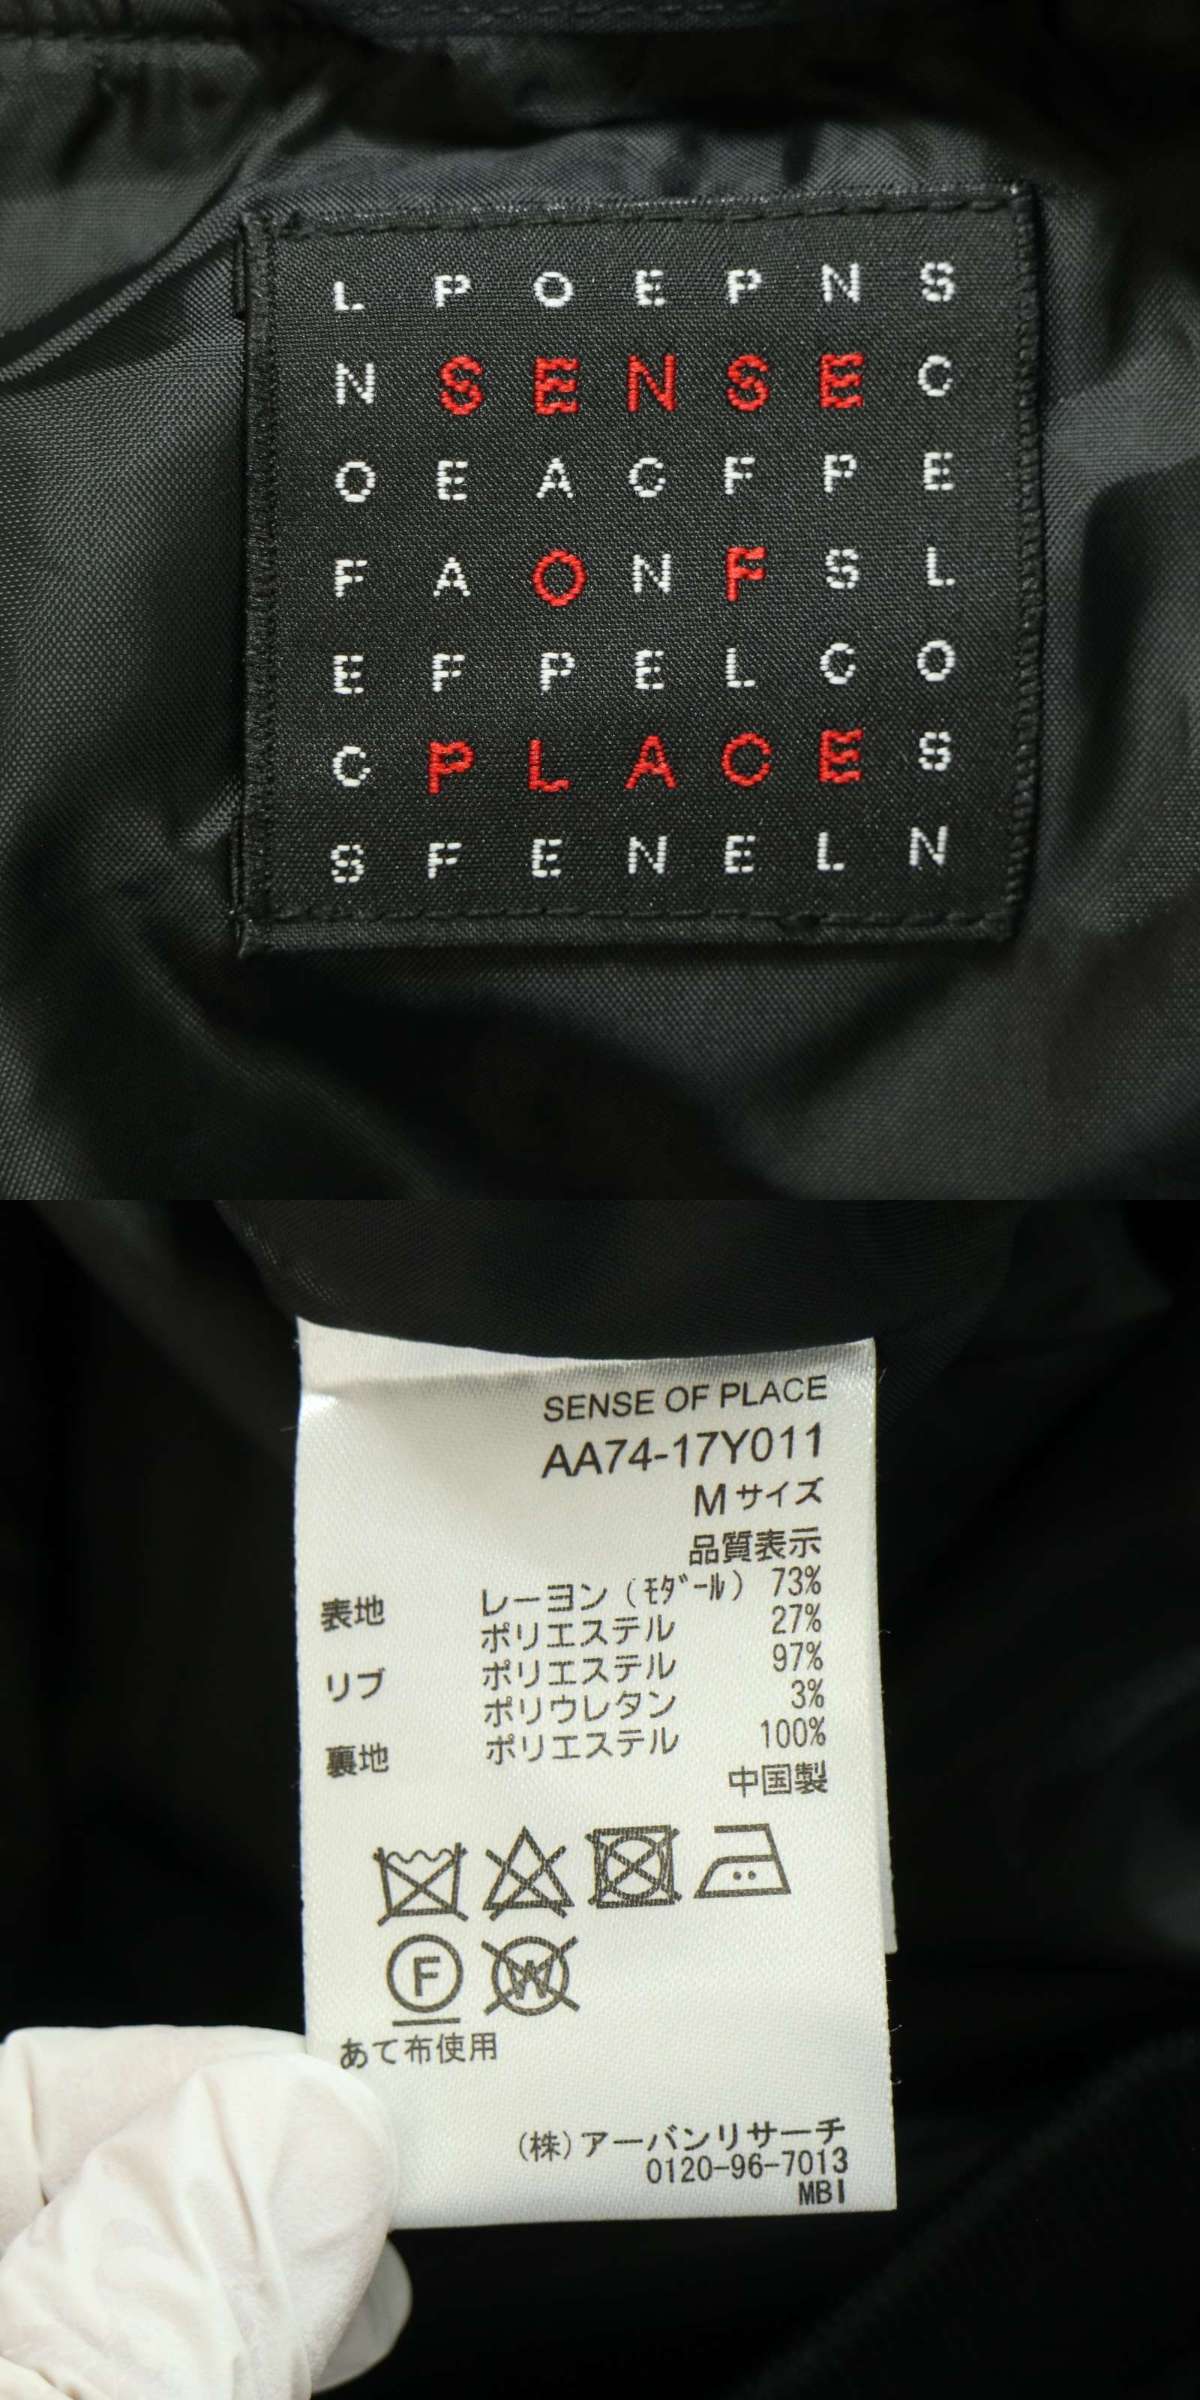 L P O E P N S
N S E N S E C
O E A C F P E
F A O N F S L
E F P E L C O
C P L A C E S
S F E N E L N
SENSE OF PLACE
AA74-17Y011
M サイズ
品質表示
表地 レーヨン (ﾓﾀﾞｰﾙ) 73%
ポリエステル 27%
リブ ポリエステル 97%
ポリウレタン 3%
裏地 ポリエステル 100%
中国製
F W
あて布使用
(株)アーバンリサーチ
0120-96-7013
MBI